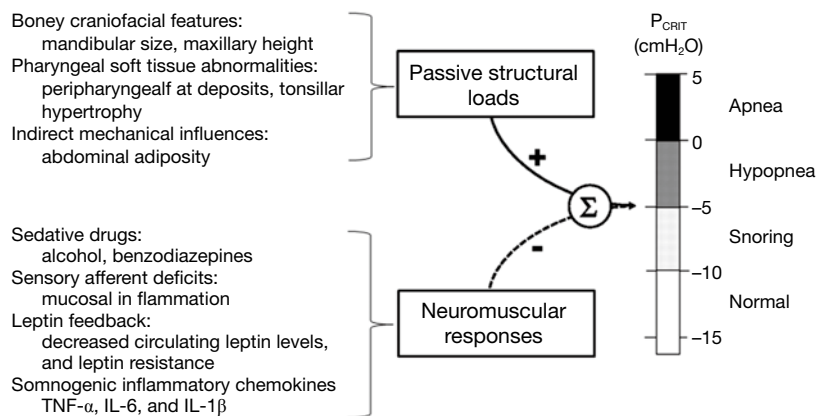 Boney craniofacial features:
mandibular size, maxillary height
Pharyngeal soft tissue abnormalities:
peripharyngealf at deposits, tonsillar
hypertrophy
Indirect mechanical influences:
abdominal adiposity
Passive structural
loads
+
Σ
-
Sedative drugs:
alcohol, benzodiazepines
Sensory afferent deficits:
mucosal in flammation
Leptin feedback:
decreased circulating leptin levels,
and leptin resistance
Somnogenic inflammatory chemokines
TNF-α, IL-6, and IL-1β
Neuromuscular
responses
PCRIT
(cmH2O)
5
Apnea
0
Hypopnea
−5
Snoring
−10
Normal
−15